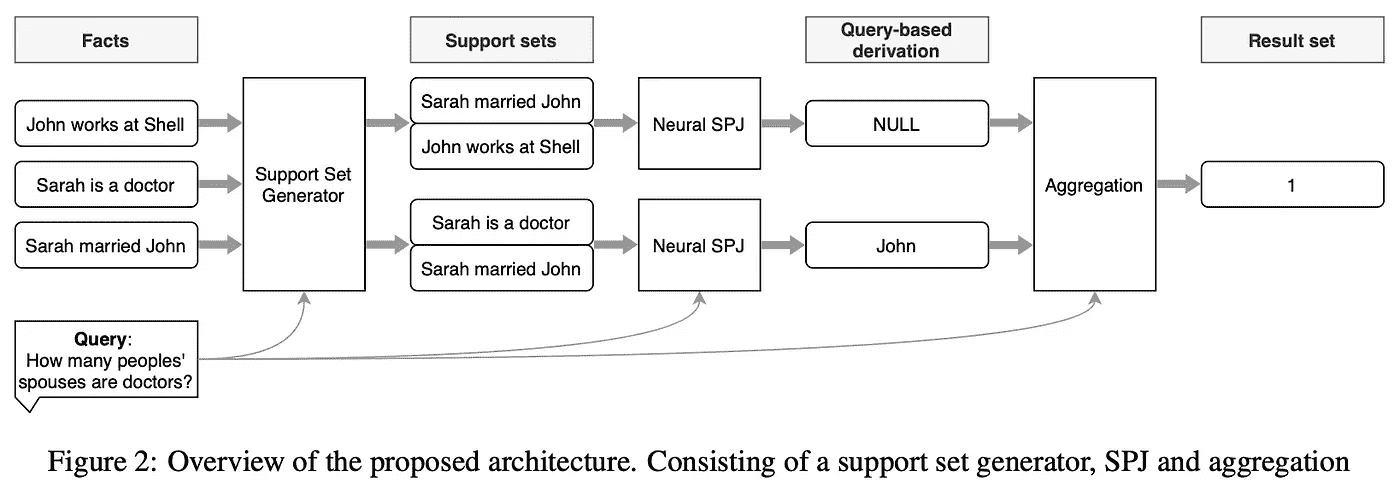 Facts
Support sets
Query-based
derivation
Result set
John works at Shell
Sarah is a doctor
Sarah married John
Support Set
Generator
Sarah married John
John works at Shell
Sarah is a doctor
Sarah married John
Neural SPJ
Neural SPJ
NULL
John
Aggregation
1
Query:
How many peoples'
spouses are doctors?
Figure 2: Overview of the proposed architecture. Consisting of a support set generator, SPJ and aggregation